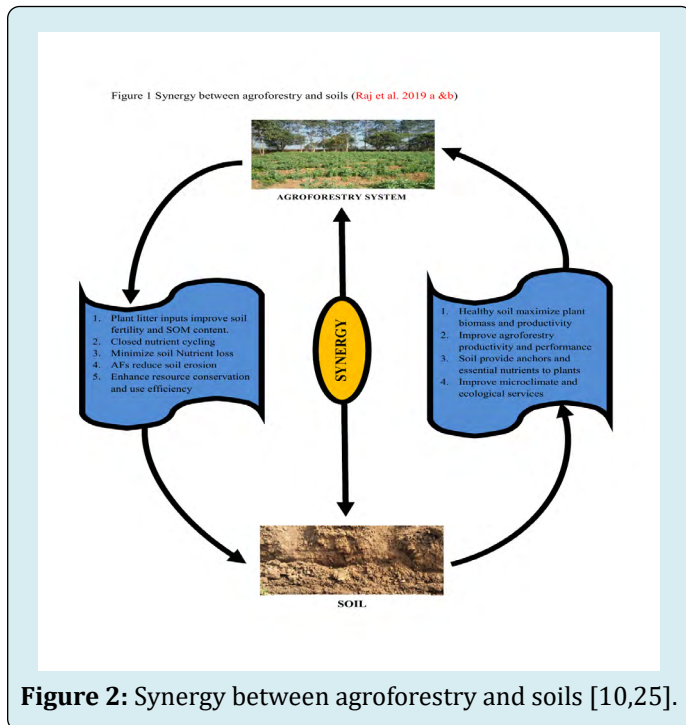 Figure 1 Synergy between agroforestry and soils (Raj et al. 2019 a &b)
AGROFORESTRY SYSTEM
1. Plant litter inputs improve soil
fertility and SOM content.
2. Closed nutrient cycling
3. Minimize soil Nutrient loss
4. AFs reduce soil erosion
5. Enhance resource conservation
and use efficiency
SYNERGY
1. Healthy soil maximize plant
biomass and productivity
2. Improve agroforestry
productivity and performance
3. Soil provide anchors and
essential nutrients to plants
4. Improve microclimate and
ecological services
SOIL
Figure 2: Synergy between agroforestry and soils [10,25].